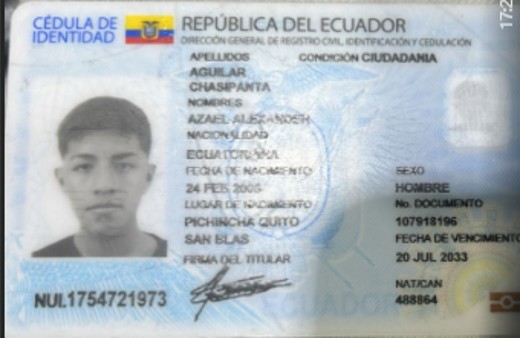 CÉDULA DE
IDENTIDAD
REPÚBLICA DEL ECUADOR
DIRECCIÓN GENERAL DE REGISTRO CIVIL, IDENTIFICACIÓN Y CEDULACIÓN
APELLIDOS
CONDICIÓN CIUDADANIA
AGUILAR
CHASIPANTA
NOMBRES
AZAEL ALEXANDER
NACIONALIDAD
ECUATORIANA
FECHA DE NACIMIENTO
SEXO
24 FEB
HOMBRE
LUGAR DE NACIMIENTO
No. DOCUMENTO
PICHINCHA QUITO
107918196
SAN BLAS
FECHA DE VENCIMIENTO
FIRMA DEL TITULAR
20 JUL 2033
NAT/CAN
NUI.1754721973
488864
ECUADOR
17:2